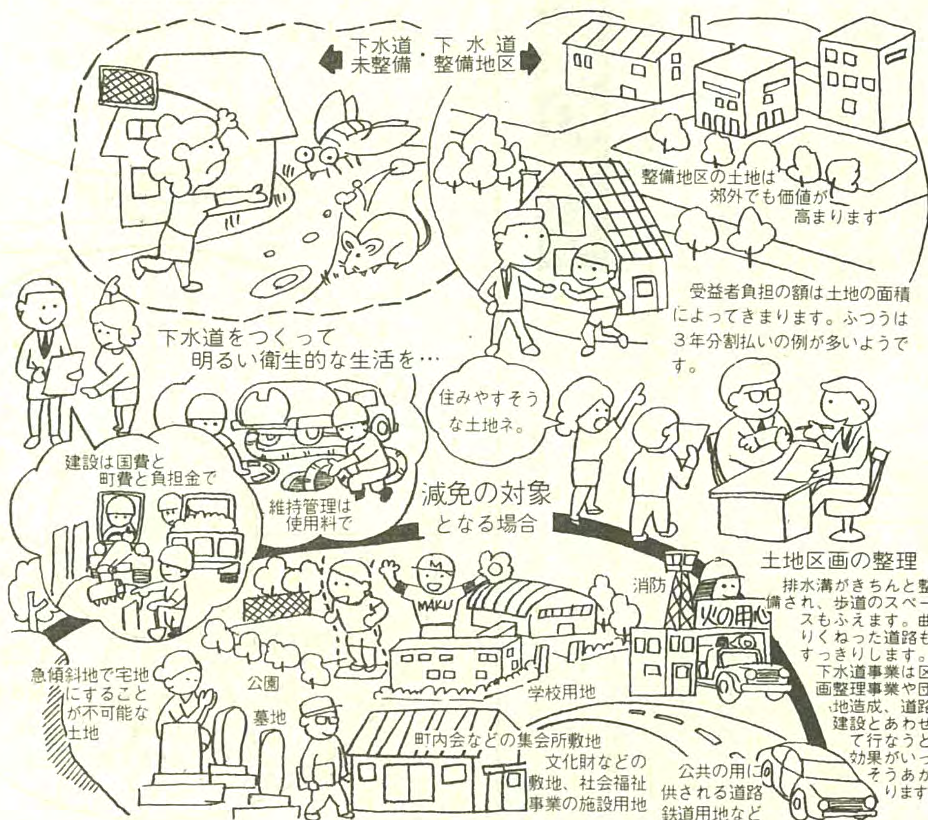 下水道
未整備
・
下水道
整備地区
整備地区の土地は
郊外でも価値が
高まります
受益者負担の額は土地の面積
によってきまります。ふつうは
3年分割払いの例が多いようで
す。
下水道をつくって
明るい衛生的な生活を…
建設は国費と
町費と負担金で
維持管理は
使用料で
住みやすそう
な土地ネ。
減免の対象
となる場合
土地区画の整理
排水溝がきちんと整
備され、歩道のスペー
スもふえます。曲
りくねった道路も
すっきりします。
下水道事業は区
画整理事業や団
地造成、道路
建設とあわせ
て行なうと
効果がいっ
そうあが
ります
消防
火の用心
M
MAKU
公園
学校用地
急傾斜地で宅地
にすること
が不可能な
土地
墓地
町内会などの集会所敷地
文化財などの
敷地、社会福祉
事業の施設用地
公共の用に
供される道路
鉄道用地など